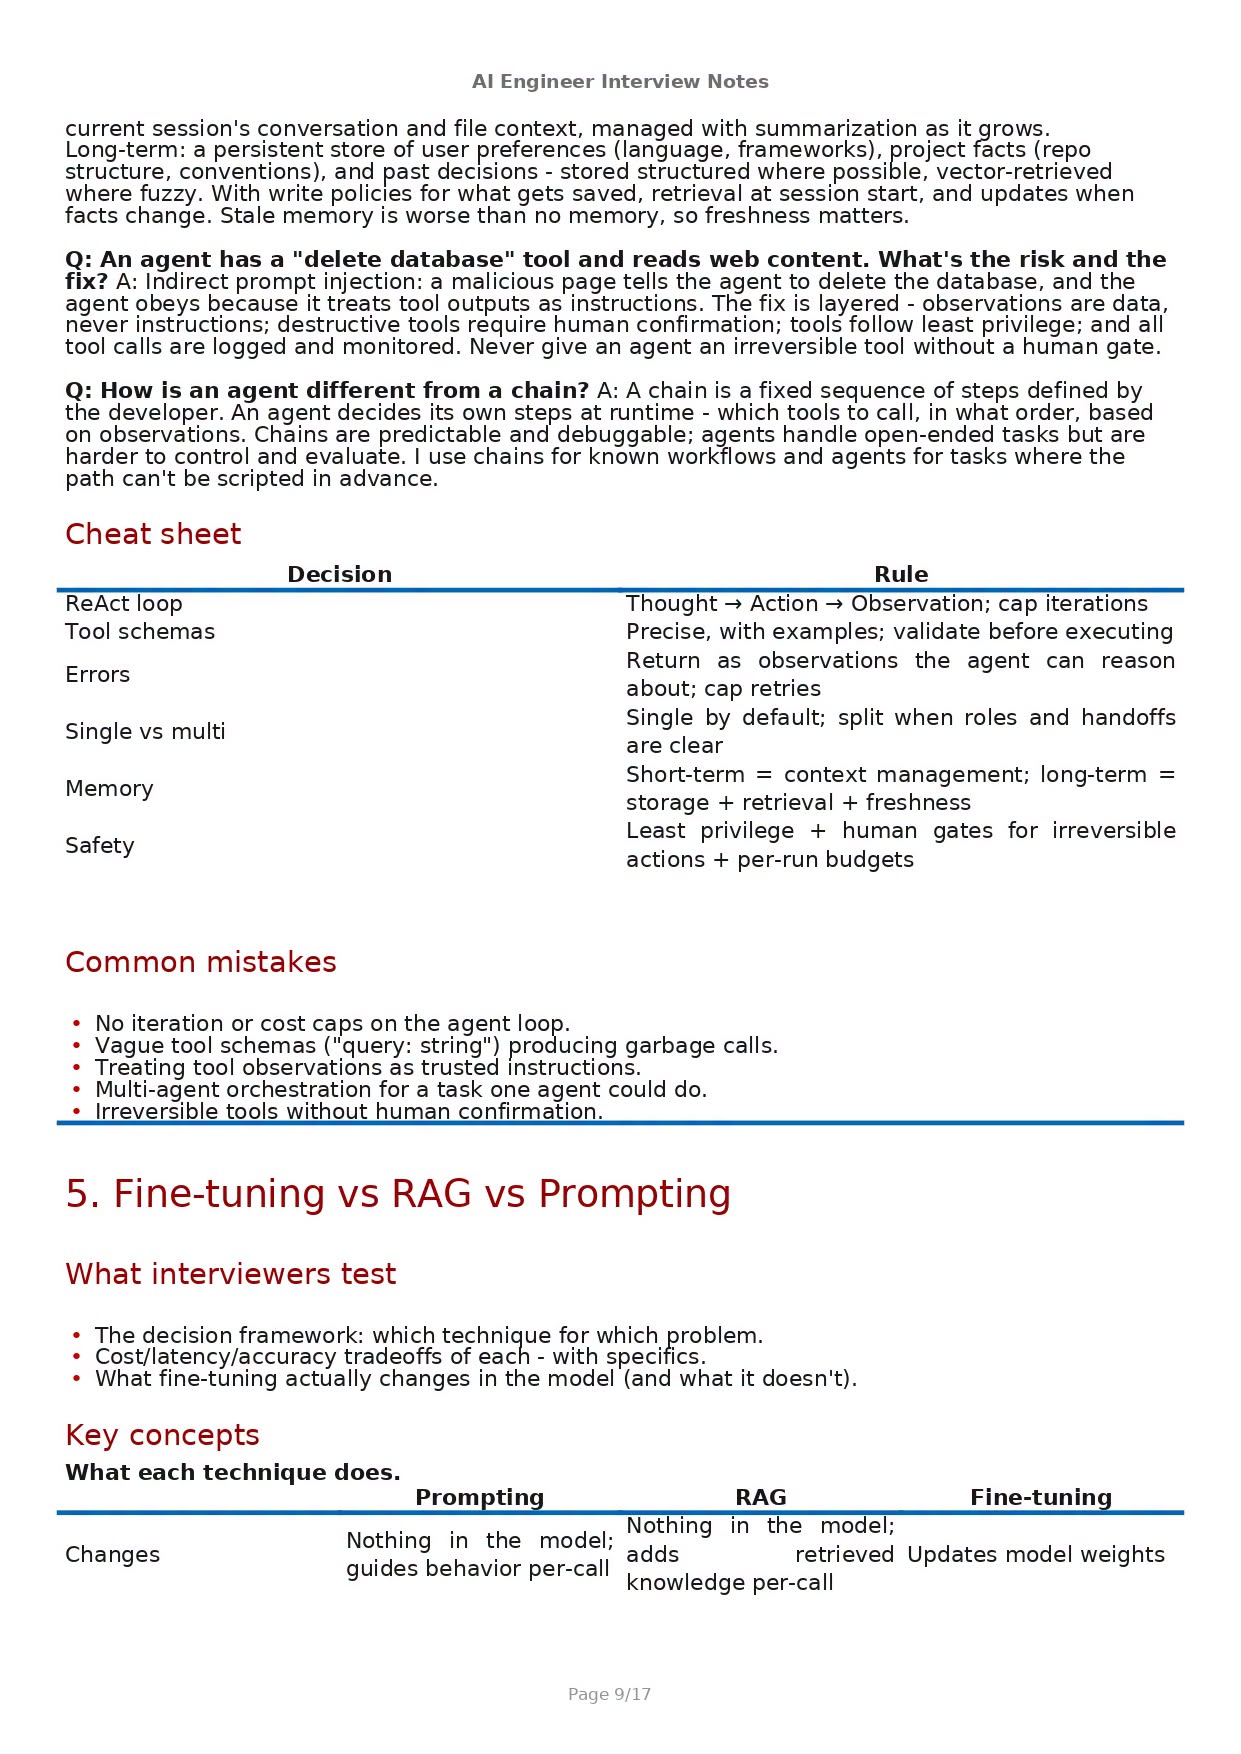 AI Engineer Interview Notes
current session's conversation and file context, managed with summarization as it grows.
Long-term: a persistent store of user preferences (language, frameworks), project facts (repo
structure, conventions), and past decisions - stored structured where possible, vector-retrieved
where fuzzy. With write policies for what gets saved, retrieval at session start, and updates when
facts change. Stale memory is worse than no memory, so freshness matters.
Q: An agent has a "delete database" tool and reads web content. What's the risk and the
fix? A: Indirect prompt injection: a malicious page tells the agent to delete the database, and the
agent obeys because it treats tool outputs as instructions. The fix is layered - observations are data,
never instructions; destructive tools require human confirmation; tools follow least privilege; and all
tool calls are logged and monitored. Never give an agent an irreversible tool without a human gate.
Q: How is an agent different from a chain? A: A chain is a fixed sequence of steps defined by
the developer. An agent decides its own steps at runtime - which tools to call, in what order, based
on observations. Chains are predictable and debuggable; agents handle open-ended tasks but are
harder to control and evaluate. I use chains for known workflows and agents for tasks where the
path can't be scripted in advance.
Cheat sheet
Decision Rule
ReAct loop Thought → Action → Observation; cap iterations
Tool schemas Precise, with examples; validate before executing
Errors Return as observations the agent can reason
about; cap retries
Single vs multi Single by default; split when roles and handoffs
are clear
Memory Short-term = context management; long-term =
storage + retrieval + freshness
Safety Least privilege + human gates for irreversible
actions + per-run budgets
Common mistakes
• No iteration or cost caps on the agent loop.
• Vague tool schemas ("query: string") producing garbage calls.
• Treating tool observations as trusted instructions.
• Multi-agent orchestration for a task one agent could do.
• Irreversible tools without human confirmation.
5. Fine-tuning vs RAG vs Prompting
What interviewers test
• The decision framework: which technique for which problem.
• Cost/latency/accuracy tradeoffs of each - with specifics.
• What fine-tuning actually changes in the model (and what it doesn't).
Key concepts
What each technique does.
Prompting RAG Fine-tuning
Changes
Nothing in the model;
guides behavior per-call
Nothing in the model;
adds retrieved
knowledge per-call
Updates model weights
Page 9/17